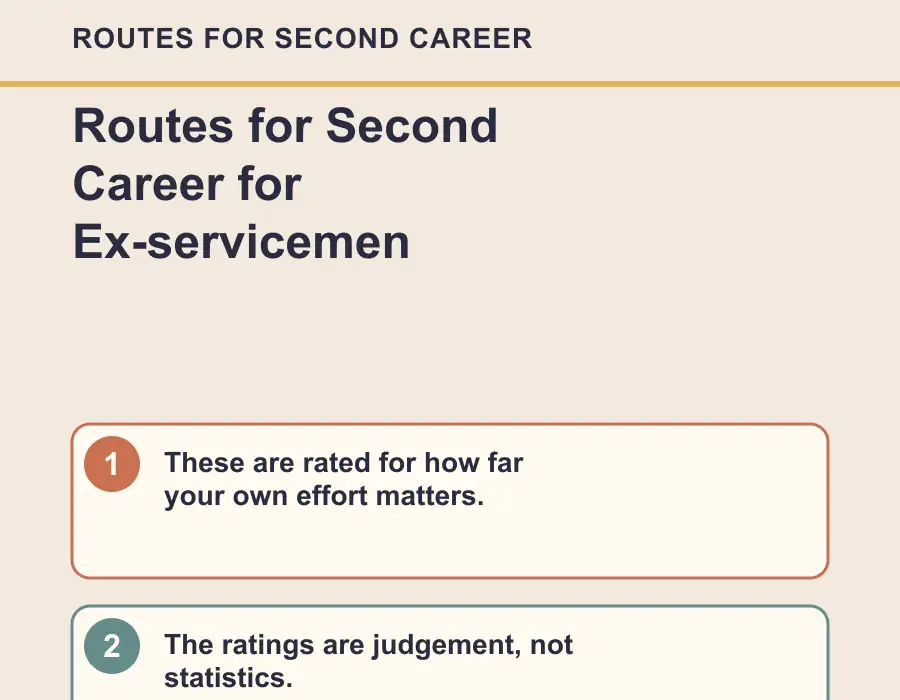 ROUTES FOR SECOND CAREER
Routes for Second
Career for
Ex-servicemen
1
These are rated for how far
your own effort matters.
2
The ratings are judgement, not
statistics.